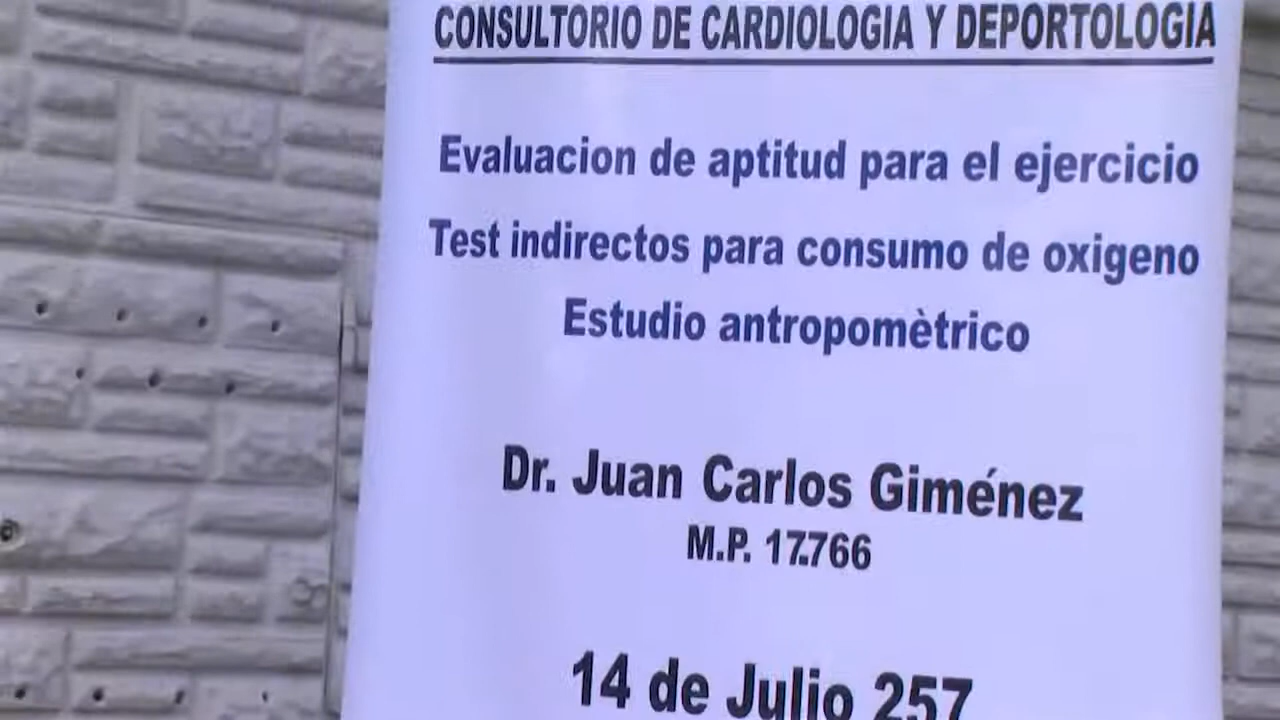 CONSULTORIO DE CARDIOLOGIA Y DEPORTOLOGIA
Evaluacion de aptitud para el ejercicio
Test indirectos para consumo de oxigeno
Estudio antropomètrico
Dr. Juan Carlos Giménez
M.P. 17.766
14 de Julio 257